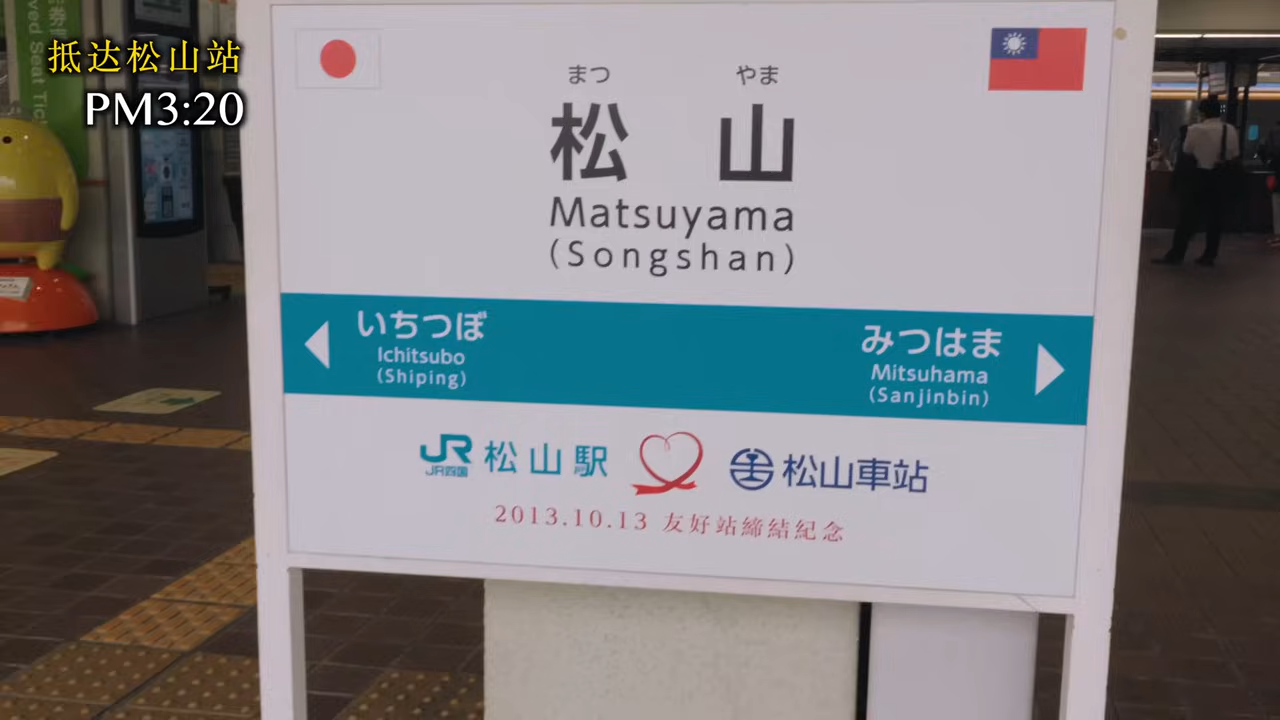 抵达松山站
PM3:20
まつ やま
松 山
Matsuyama
(Songshan)
いちつぼ
Ichitsubo
(Shiping)
みつはま
Mitsuhama
(Sanjinbin)
JR JR四国 松山駅 松山車站
2013.10.13 友好站締結紀念